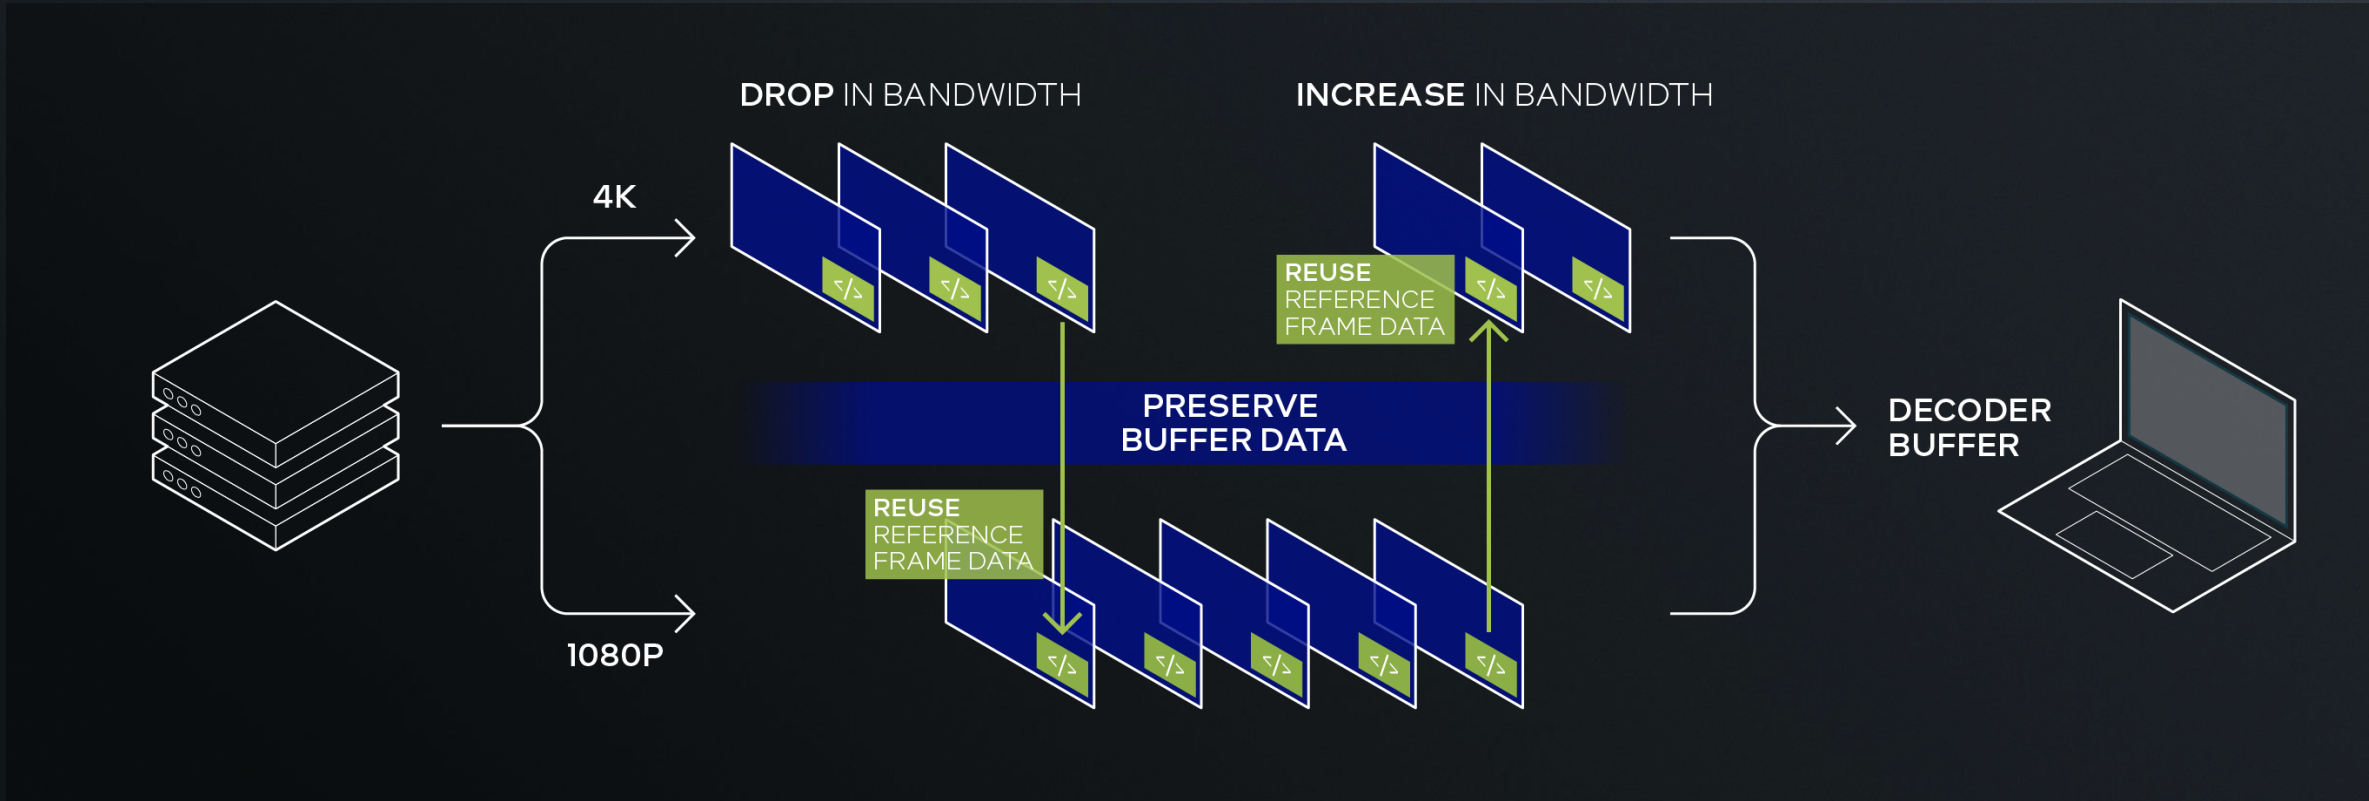 DROP IN BANDWIDTH
INCREASE IN BANDWIDTH
4K
</>
</>
</>
REUSE
REFERENCE
FRAME DATA
</>
</>
PRESERVE
BUFFER DATA
DECODER
BUFFER
REUSE
REFERENCE
FRAME DATA
1080P
</>
</>
</>
</>
</>